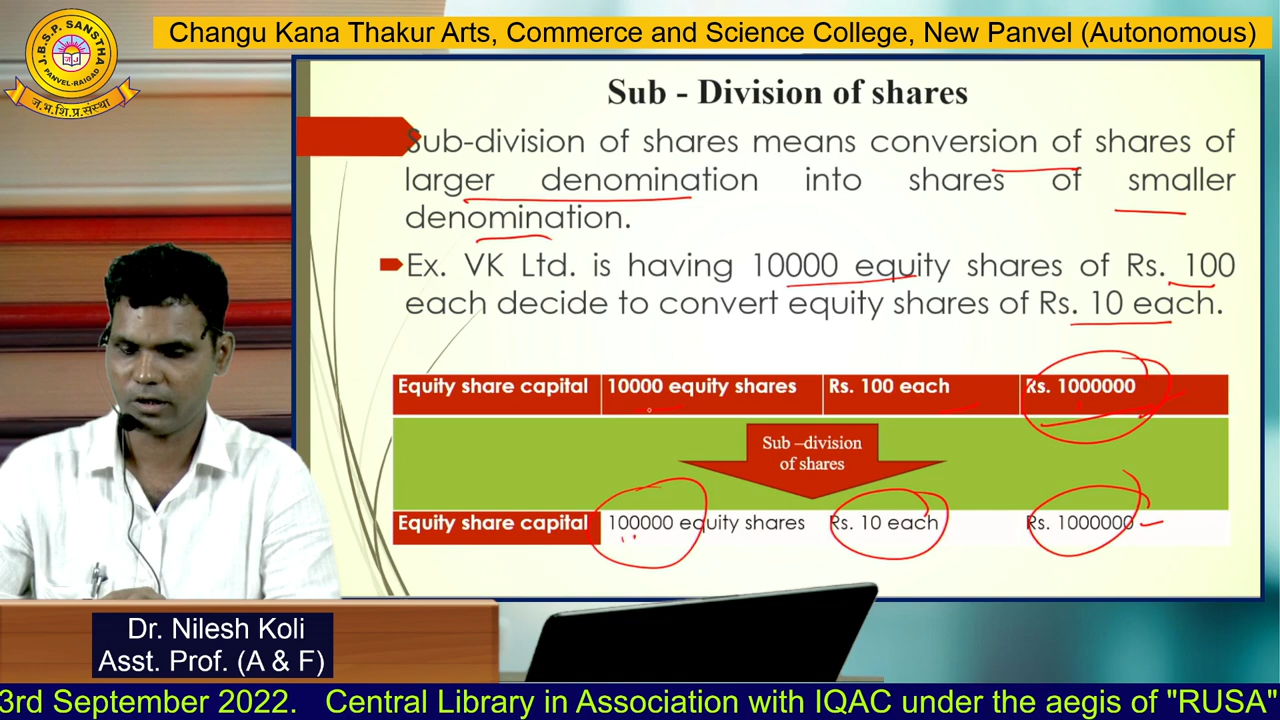 Changu Kana Thakur Arts, Commerce and Science College, New Panvel (Autonomous)
J.B.S.P. SANSTHA
PANVEL-RAIGAD
ज.भ.शि.प्र.संस्था
Sub - Division of shares
Sub-division of shares means conversion of shares of
larger denomination into shares of smaller
denomination.
Ex. VK Ltd. is having 10000 equity shares of Rs. 100
each decide to convert equity shares of Rs. 10 each.
Equity share capital 10000 equity shares Rs. 100 each Rs. 1000000
Sub –division
of shares
Equity share capital 100000 equity shares Rs. 10 each Rs. 1000000
Dr. Nilesh Koli
Asst. Prof. (A & F)
3rd September 2022. Central Library in Association with IQAC under the aegis of "RUSA"